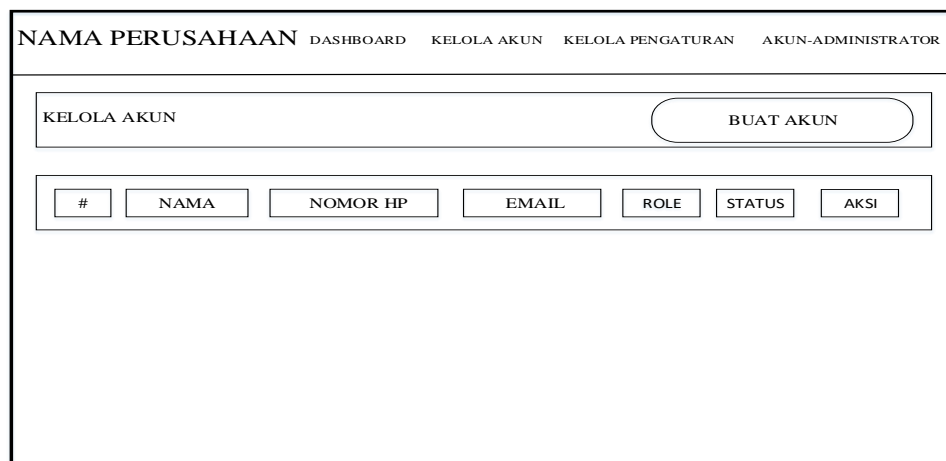 NAMA PERUSAHAAN DASHBOARD KELOLA AKUN KELOLA PENGATURAN AKUN-ADMINISTRATOR
KELOLA AKUN BUAT AKUN
# NAMA NOMOR HP EMAIL ROLE STATUS AKSI